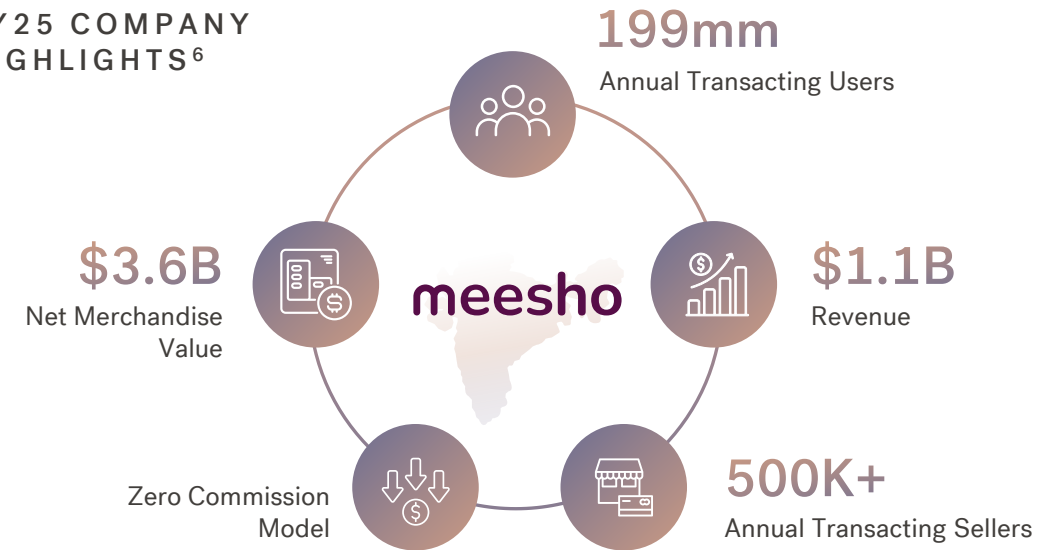 Y25 COMPANY
GHLIGHTS⁶
199mm
Annual Transacting Users
$3.6B
Net Merchandise
Value
meesho
$1.1B
Revenue
Zero Commission
Model
500K+
Annual Transacting Sellers